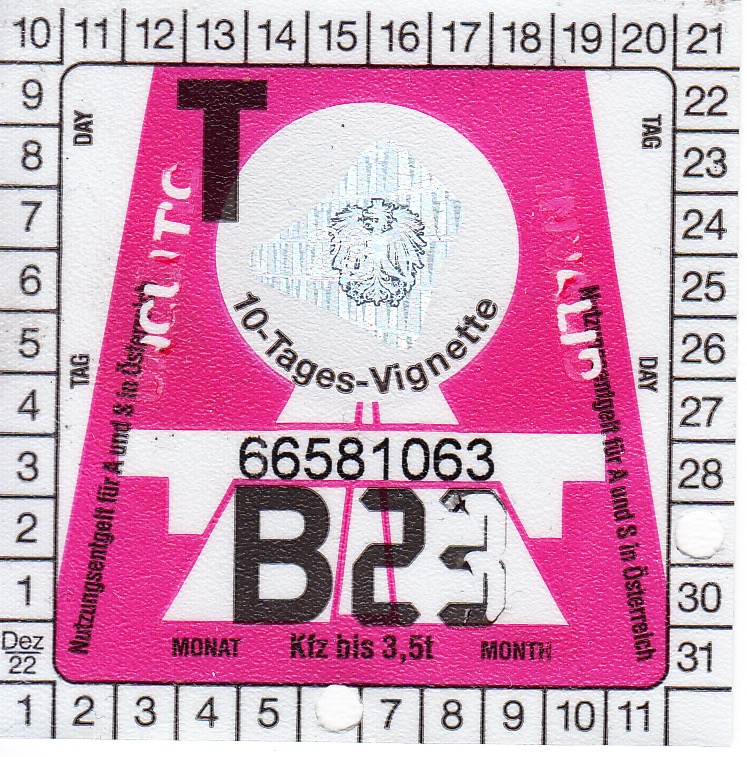 10 11 12 13 14 15 16 17 18 19 20 21
9 22
8 23
7 24
6 25
5 26
4 27
3 28
2
1 30
Dez
22
31
1 2 3 4 5 7 8 9 10 11
DAY
TAG
T
TAG
DAY
10-Tages-Vignette
66581063
B23
MONAT Kfz bis 3,5t MONTH
Nutzungsentgelt für A und S in Österreich
Nutzungsentgelt für A und S in Österreich